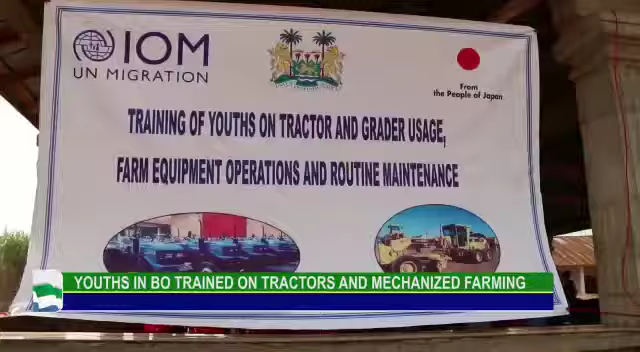 IOM
UN MIGRATION
From
the People of Japan
TRAINING OF YOUTHS ON TRACTOR AND GRADER USAGE,
FARM EQUIPMENT OPERATIONS AND ROUTINE MAINTENANCE
YOUTHS IN BO TRAINED ON TRACTORS AND MECHANIZED FARMING